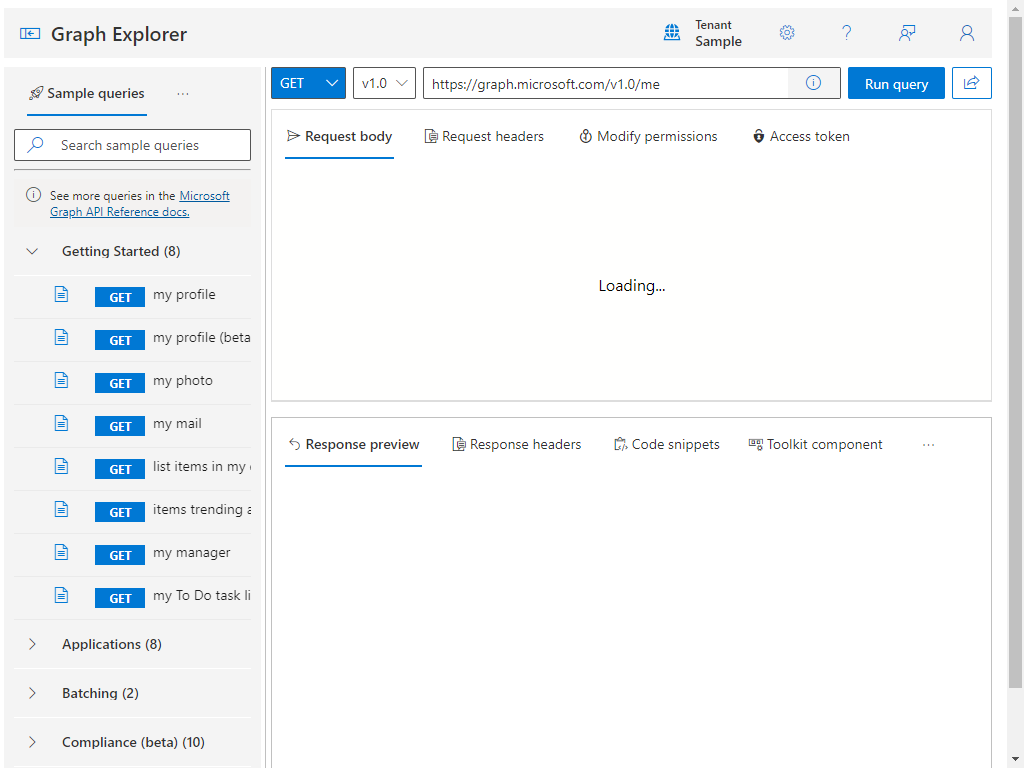 Graph Explorer
Tenant
Sample
Sample queries
GET
v1.0
https://graph.microsoft.com/v1.0/me
Run query
Search sample queries
See more queries in the Microsoft
Graph API Reference docs.
Getting Started (8)
GET my profile
GET my profile (beta
GET my photo
GET my mail
GET list items in my
GET items trending a
GET my manager
GET my To Do task li
Applications (8)
Batching (2)
Compliance (beta) (10)
Request body
Request headers
Modify permissions
Access token
Loading...
Response preview
Response headers
Code snippets
Toolkit component